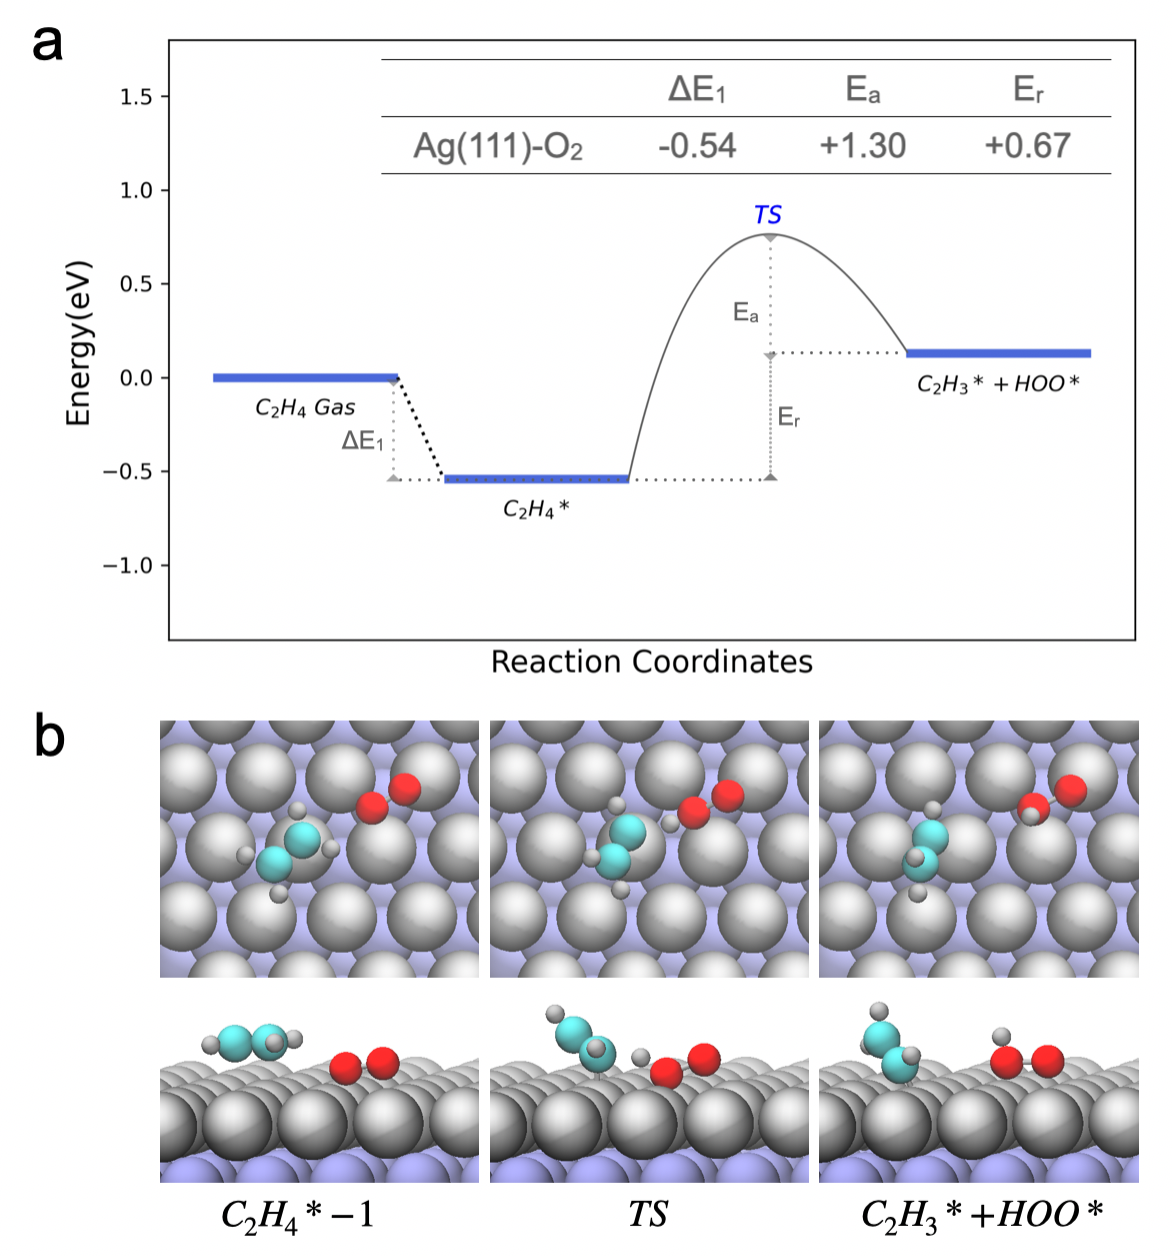 a
ΔE₁ Eₐ Eᵣ
Ag(111)-O₂ -0.54 +1.30 +0.67
1.5
1.0
0.5
0.0
−0.5
−1.0
Energy(eV)
TS
Eₐ
C₂H₃* + HOO*
C₂H₄ Gas
ΔE₁
Eᵣ
C₂H₄*
Reaction Coordinates
b
C₂H₄* −1
TS
C₂H₃* +HOO*